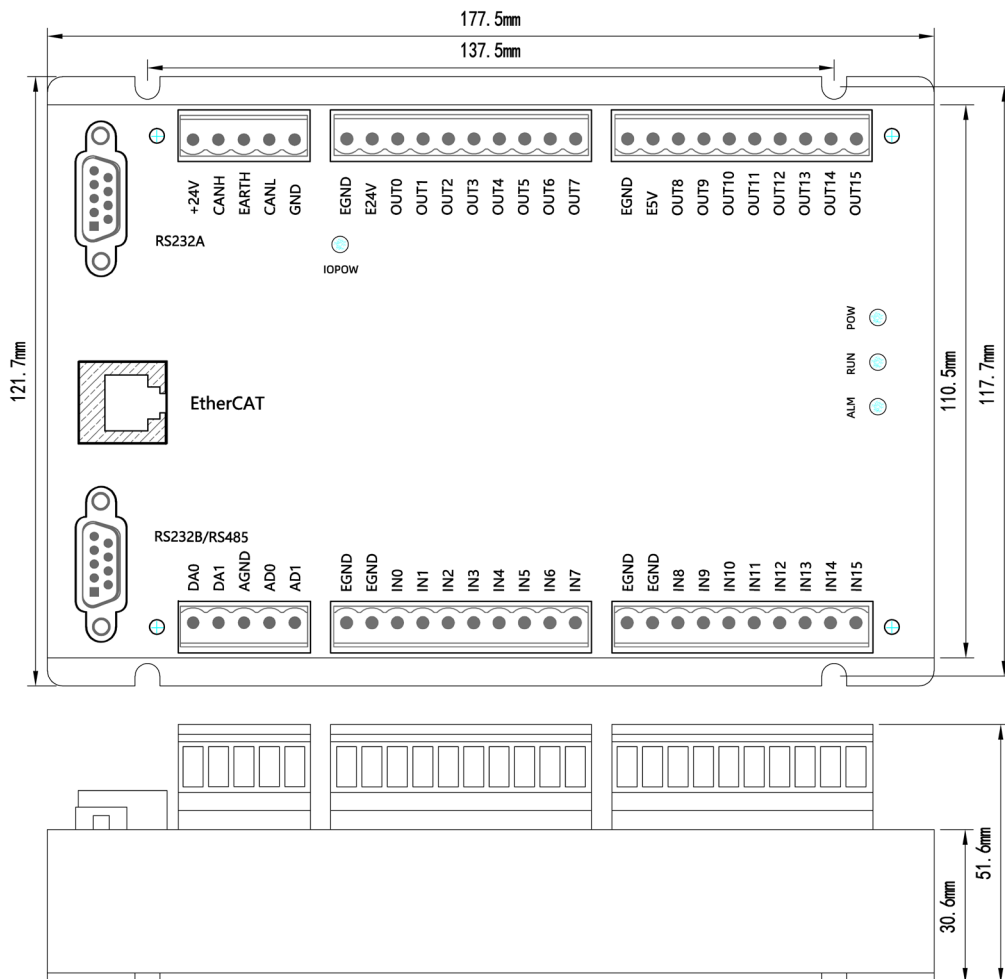 177.5mm
137.5mm
+24V CANH EARTH CANL GND
EGND E24V OUT0 OUT1 OUT2 OUT3 OUT4 OUT5 OUT6 OUT7
EGND E5V OUT8 OUT9 OUT10 OUT11 OUT12 OUT13 OUT14 OUT15
RS232A
IOPOW
POW
RUN
ALM
121.7mm
110.5mm
117.7mm
EtherCAT
RS232B/RS485
DA0 DA1 AGND AD0 AD1
EGND EGND IN0 IN1 IN2 IN3 IN4 IN5 IN6 IN7
EGND EGND IN8 IN9 IN10 IN11 IN12 IN13 IN14 IN15
30.6mm
51.6mm